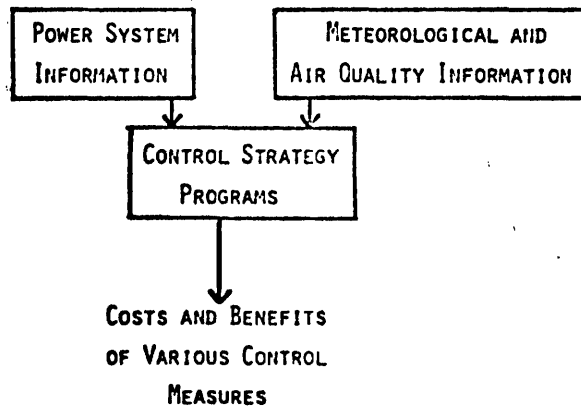 POWER SYSTEM
INFORMATION
METEOROLOGICAL AND
AIR QUALITY INFORMATION
CONTROL STRATEGY
PROGRAMS
COSTS AND BENEFITS
OF VARIOUS CONTROL
MEASURES